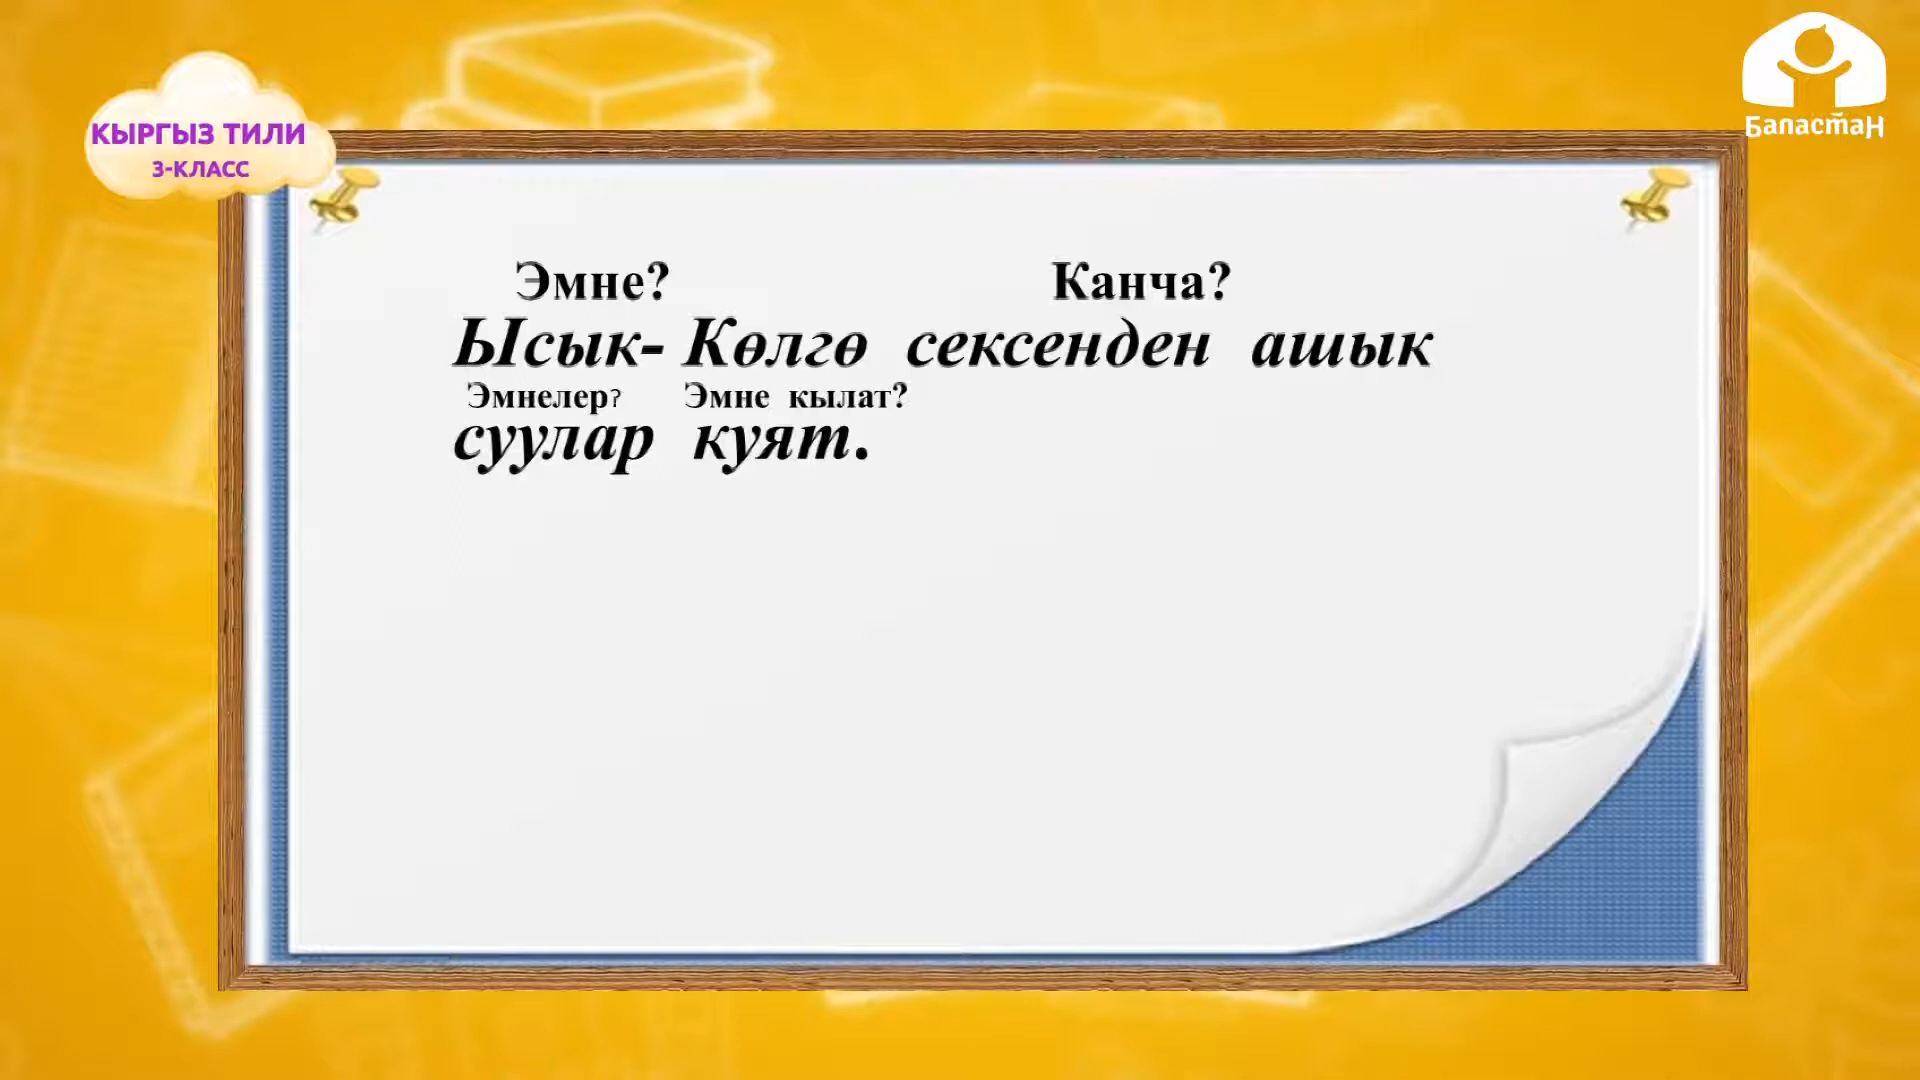 КЫРГЫЗ ТИЛИ
3-КЛАСС
Баластан
Эмне? Канча?
Ысык- Көлгө сексенден ашык
Эмнелер? Эмне кылат?
суулар куят.